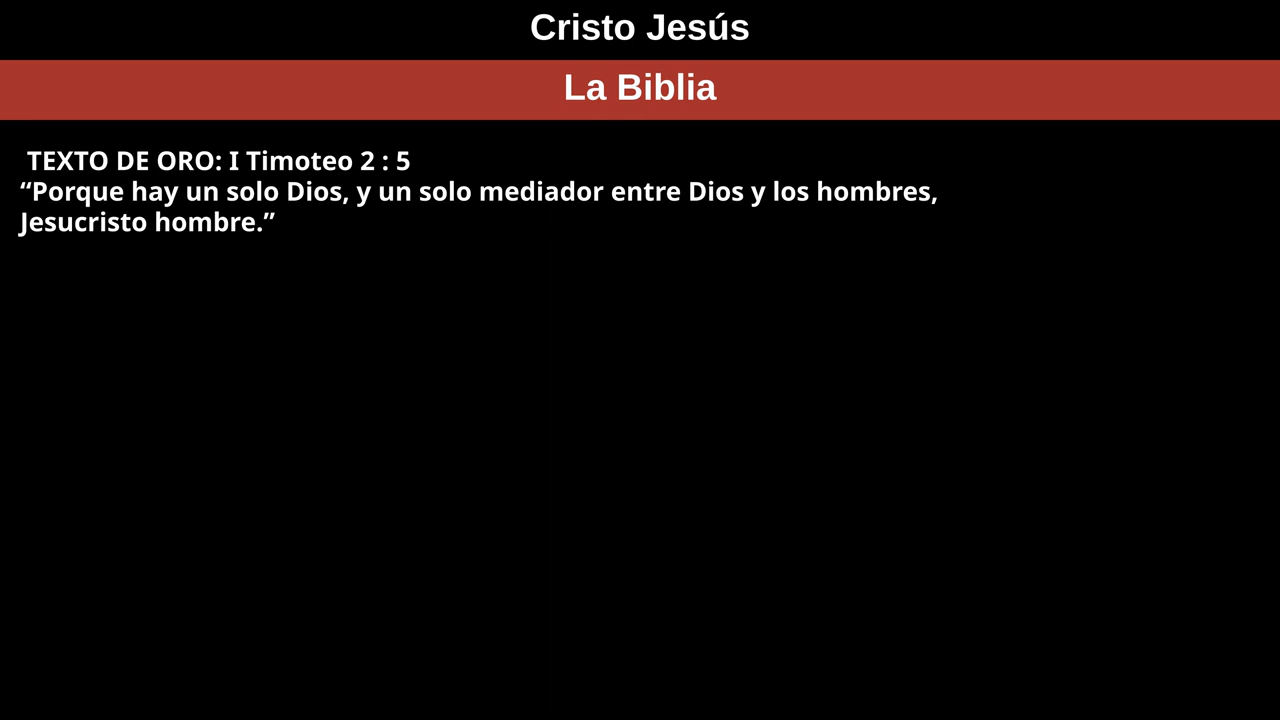 Cristo Jesús
La Biblia
TEXTO DE ORO: I Timoteo 2 : 5
“Porque hay un solo Dios, y un solo mediador entre Dios y los hombres,
Jesucristo hombre.”